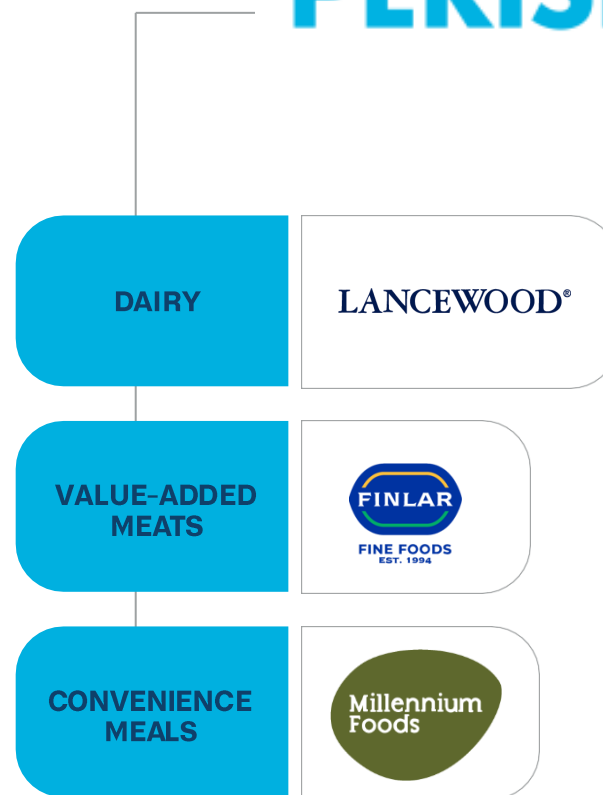 DAIRY
LANCEWOOD®
VALUE-ADDED
MEATS
FINLAR
FINE FOODS
EST. 1994
CONVENIENCE
MEALS
Millennium
Foods